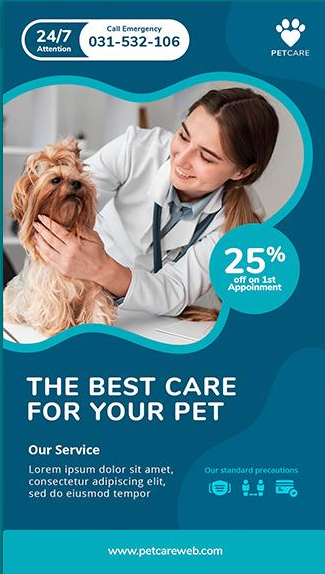 24/7
Attention
Call Emergency
031-532-106
PETCARE
25%
off on 1st
Appoinment
THE BEST CARE
FOR YOUR PET
Our Service
Lorem ipsum dolor sit amet,
consectetur adipiscing elit,
sed do eiusmod tempor
Our standard precautions
www.petcareweb.com